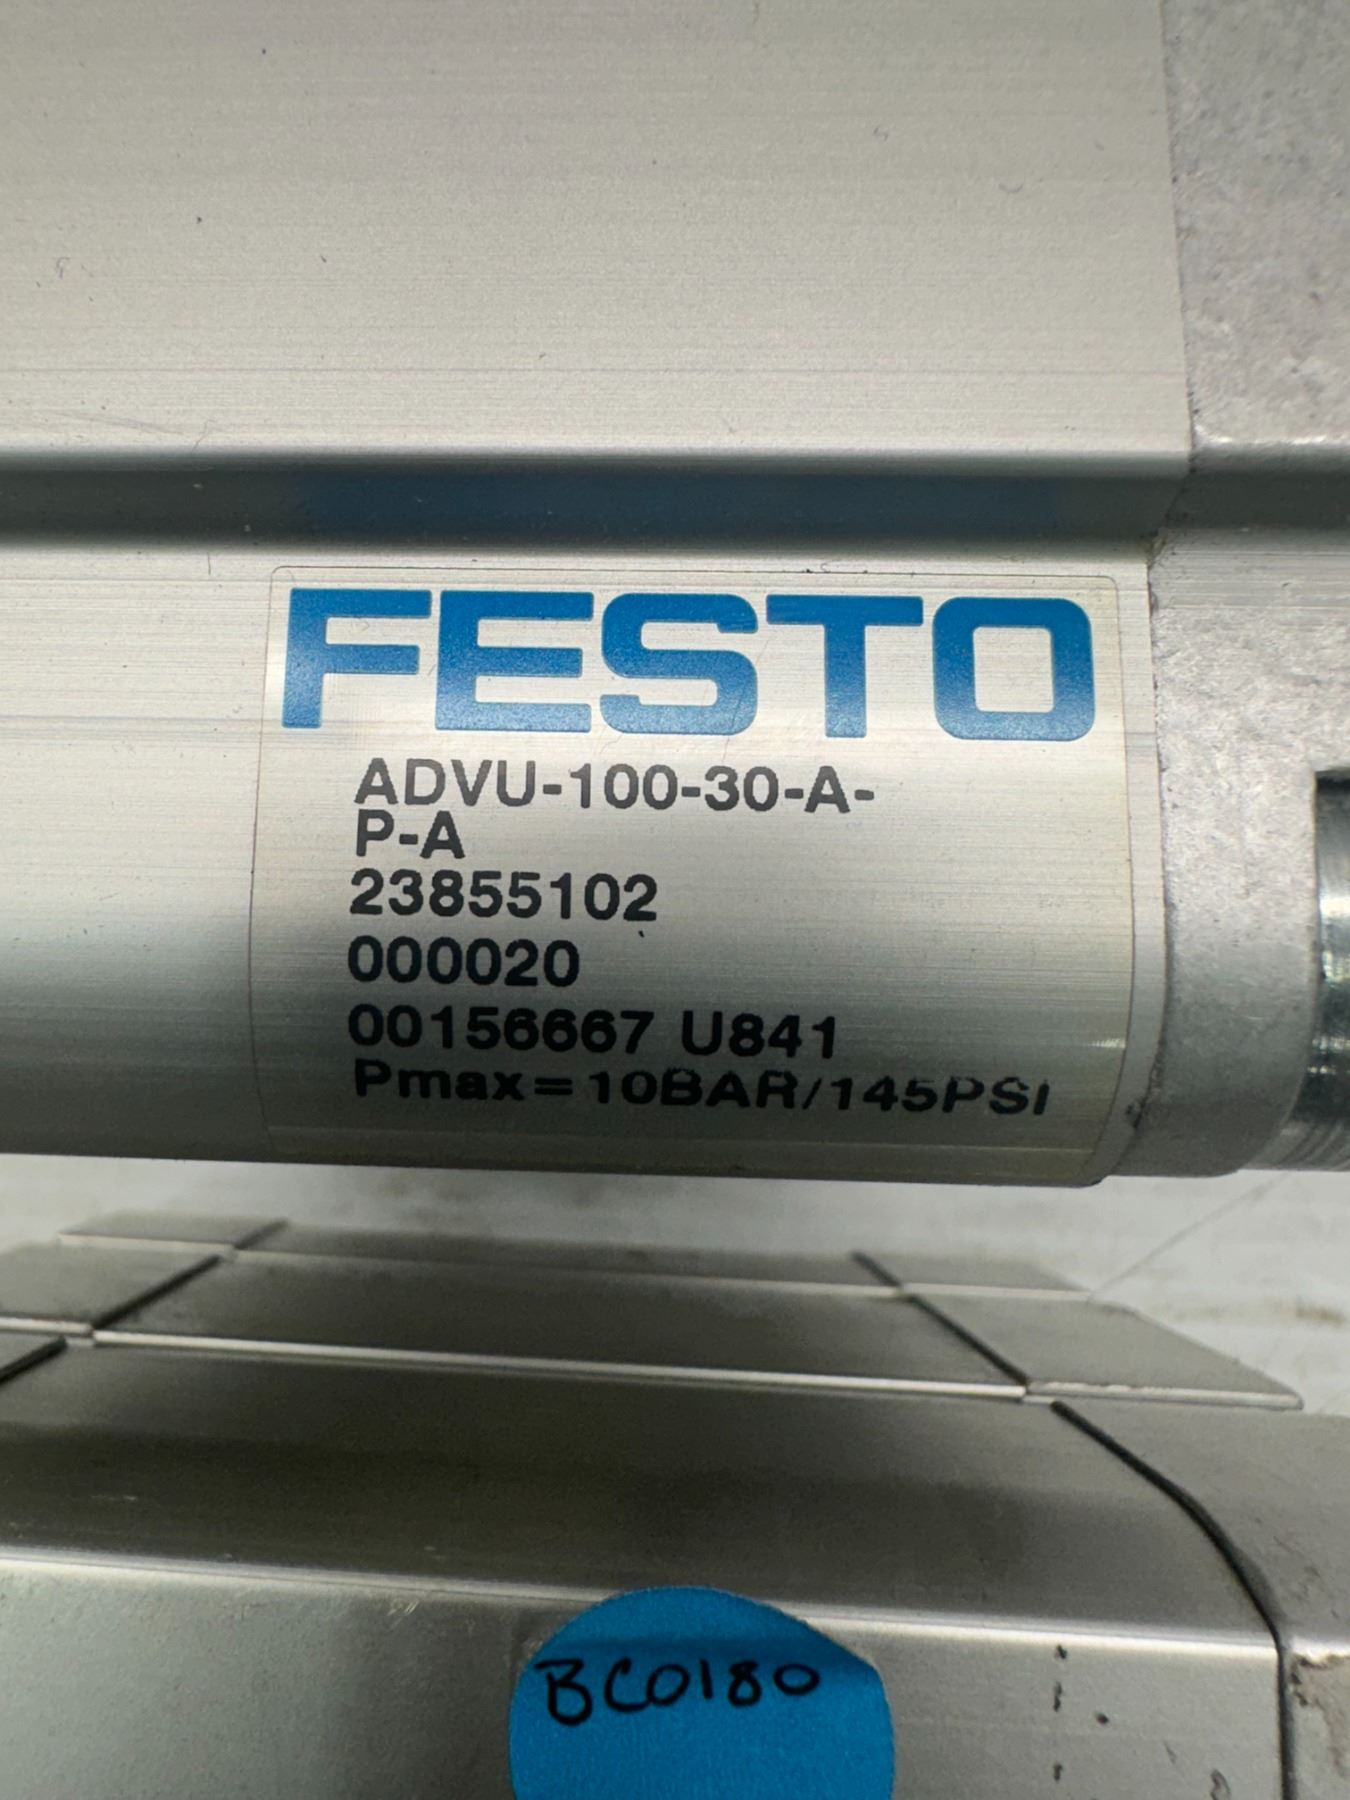 FESTO
ADVU-100-30-A-
P-A
23855102
000020
00156667 U841
Pmax=10BAR/145PSI
BC0180